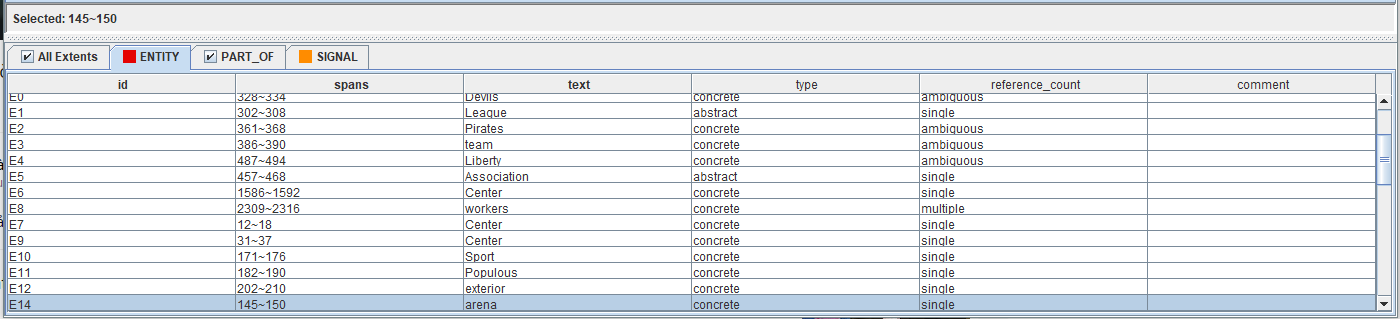 Selected: 145~150
All Extents ENTITY PART_OF SIGNAL
id spans text type reference_count comment
E0 328~334 Devils concrete ambiguous
E1 302~308 League abstract single
E2 361~368 Pirates concrete ambiguous
E3 386~390 team concrete ambiguous
E4 487~494 Liberty concrete ambiguous
E5 457~468 Association abstract single
E6 1586~1592 Center concrete single
E8 2309~2316 workers concrete multiple
E7 12~18 Center concrete single
E9 31~37 Center concrete single
E10 171~176 Sport concrete single
E11 182~190 Populous concrete single
E12 202~210 exterior concrete single
E14 145~150 arena concrete single